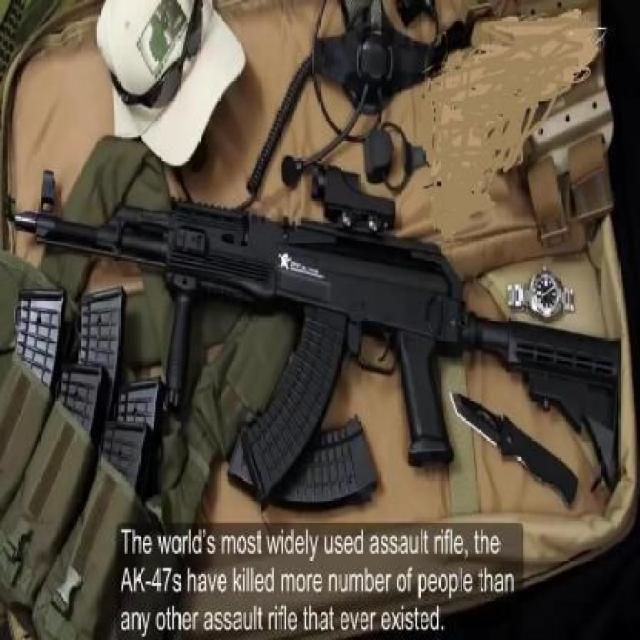 The world's most widely used assault rifle, the
AK-47s have killed more number of people than
any other assault rifle that ever existed.